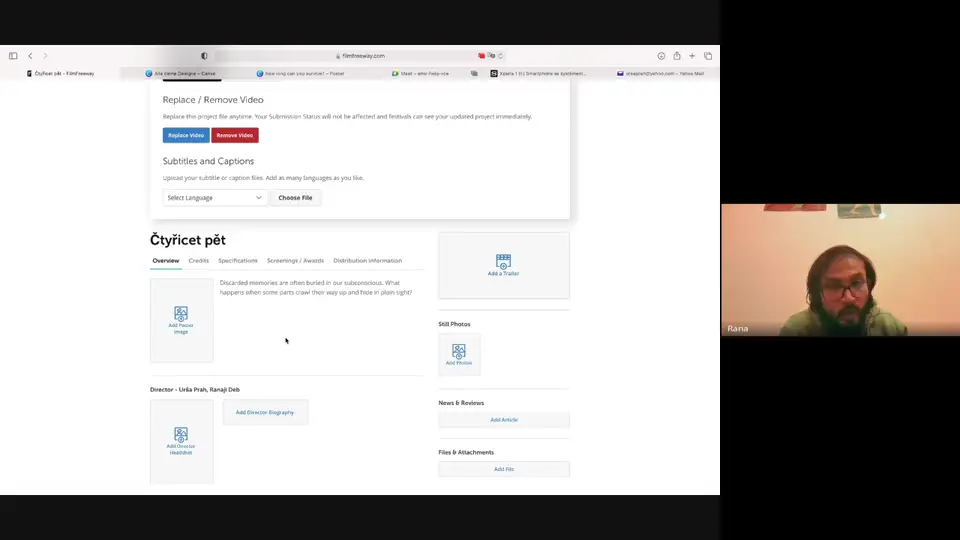 filmfreeway.com
Čtyřicet pět – FilmFreeway
Replace / Remove Video
Replace this project file anytime. Your Submission Status will not be affected and festivals can see your updated project immediately.
Replace Video
Remove Video
Subtitles and Captions
Upload your subtitle or caption files. Add as many languages as you like.
Select Language
Choose File
Čtyřicet pět
Overview
Credits
Specifications
Screenings / Awards
Distribution Information
Add Poster
Image
Discarded memories are often buried in our subconscious. What
happens when some parts crawl their way up and hide in plain sight?
Director - Urša Prah, Ranaji Deb
Add Director
Headshot
Add Director Biography
Add a Trailer
Still Photos
Add Photos
News & Reviews
Add Article
Files & Attachments
Add File
Rana